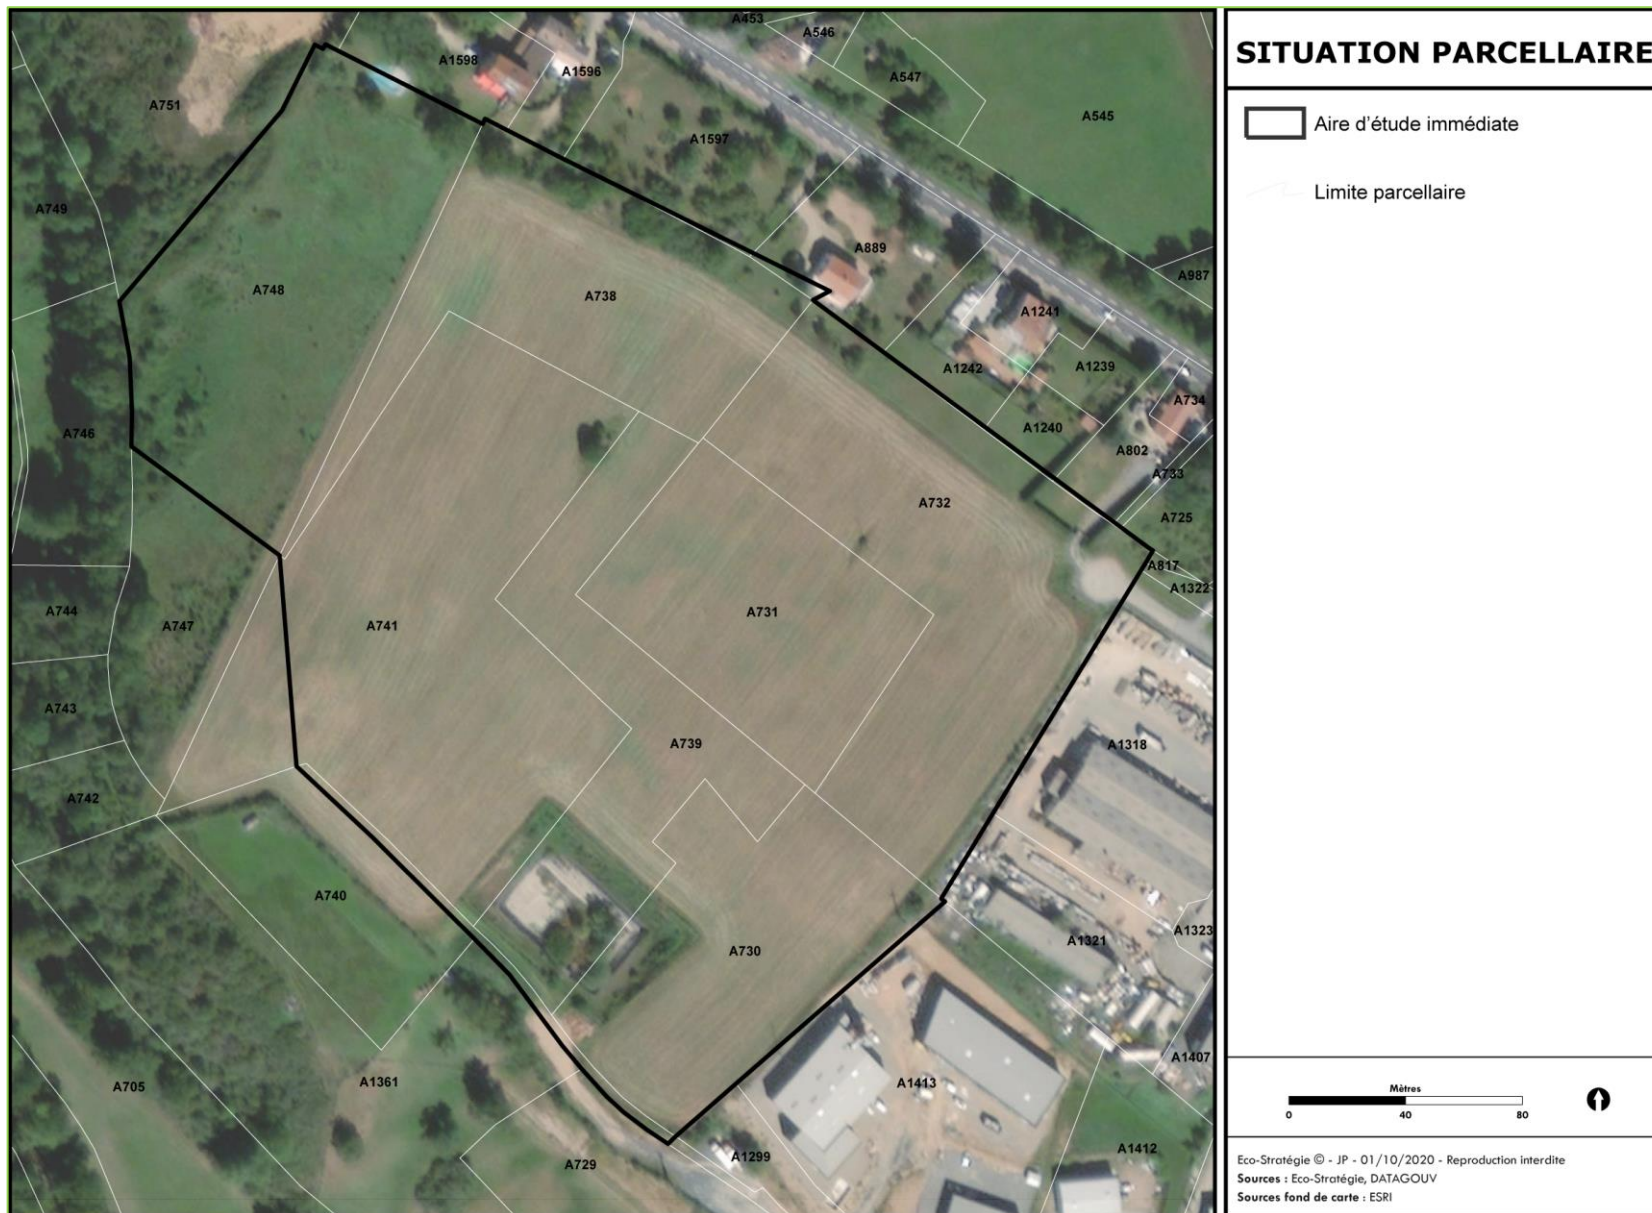 SITUATION PARCELLAIRE
Aire d'étude immédiate
Limite parcellaire
A453
A546
A1598
A1596
A547
A751
A545
A1597
A749
A889
A987
A748
A738
A1241
A1242
A1239
A734
A746
A1240
A802
A733
A732
A725
A817
A1322
A744
A747
A741
A731
A743
A739
A1318
A742
A740
A730
A1321
A1323
A705
A1361
A1413
A1407
A729
A1299
A1412
Mètres
0 40 80
Eco-Stratégie © - JP - 01/10/2020 - Reproduction interdite
Sources : Eco-Stratégie, DATAGOUV
Sources fond de carte : ESRI